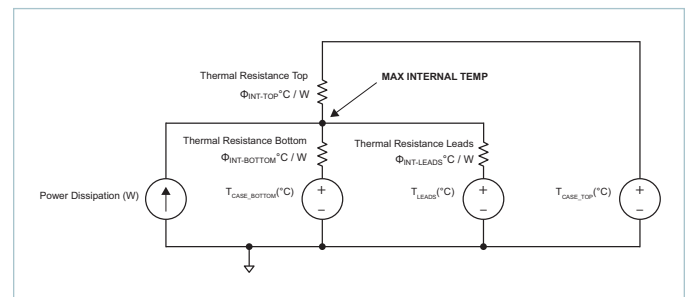 Thermal Resistance Top
ΦINT-TOP°C / W
MAX INTERNAL TEMP
Thermal Resistance Bottom
ΦINT-BOTTOM°C / W
Thermal Resistance Leads
ΦINT-LEADS°C / W
Power Dissipation (W)
TCASE_BOTTOM(°C)
+
–
TLEADS(°C)
+
–
TCASE_TOP(°C)
+
–